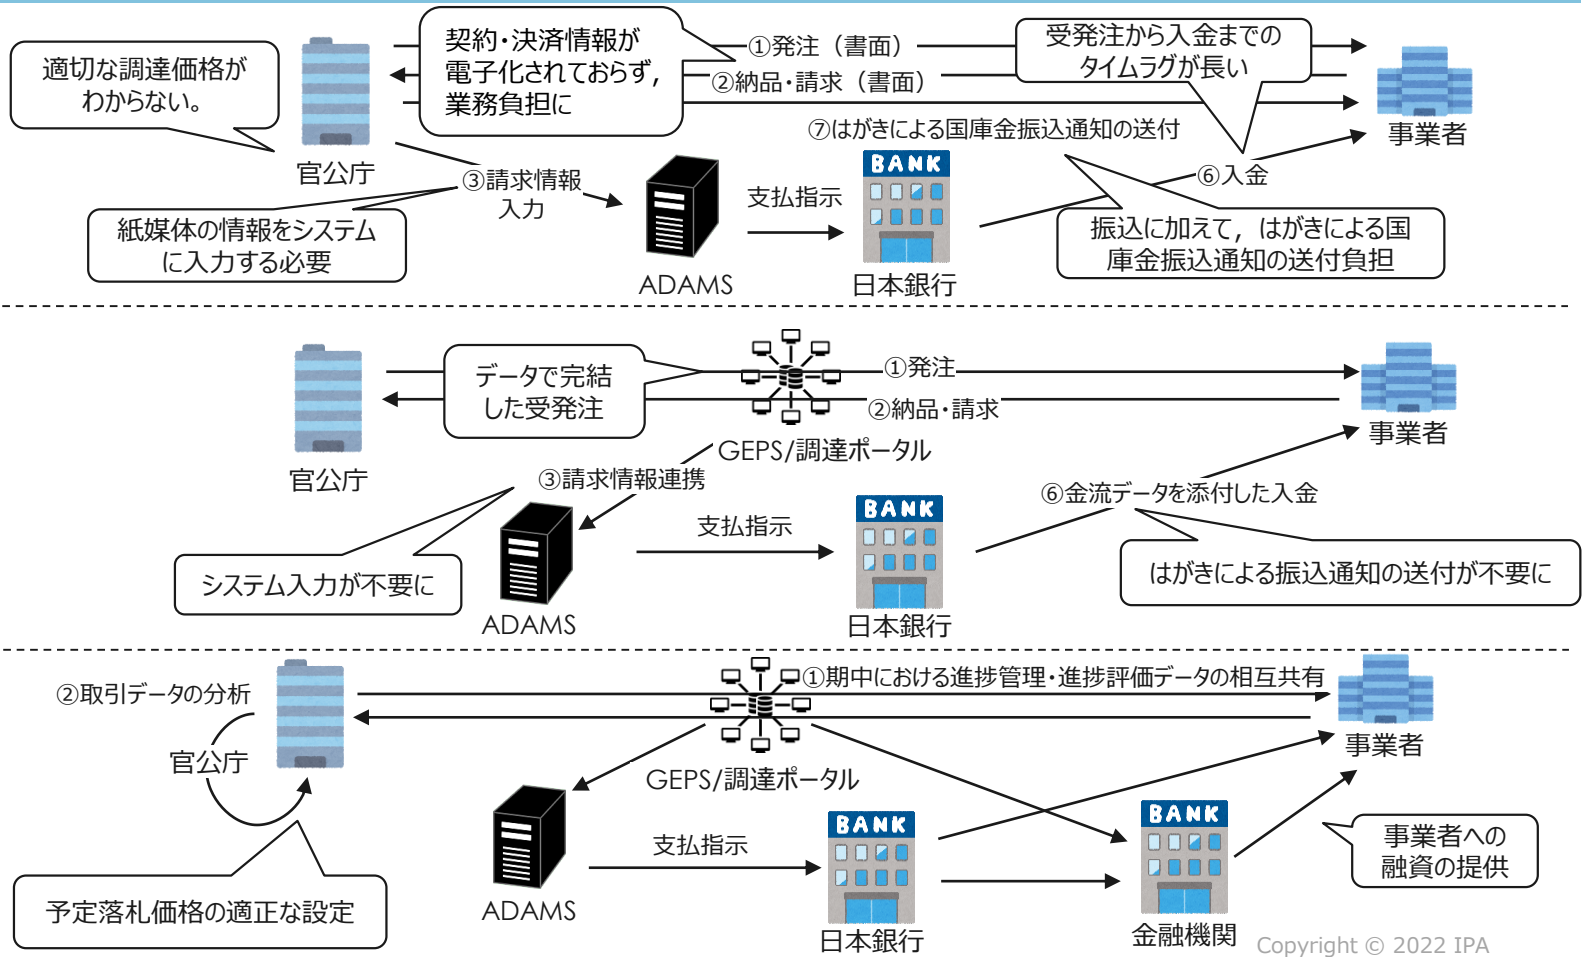 適切な調達価格が
わからない。
契約・決済情報が
電子化されておらず，
業務負担に
①発注（書面）
②納品・請求（書面）
受発注から入金までの
タイムラグが長い
⑦はがきによる国庫金振込通知の送付
事業者
官公庁
③請求情報
入力
BANK
支払指示
⑥入金
紙媒体の情報をシステム
に入力する必要
振込に加えて，はがきによる国
庫金振込通知の送付負担
ADAMS
日本銀行
データで完結
した受発注
①発注
②納品・請求
事業者
GEPS/調達ポータル
官公庁
③請求情報連携
⑥金流データを添付した入金
BANK
支払指示
システム入力が不要に
はがきによる振込通知の送付が不要に
ADAMS
日本銀行
②取引データの分析
①期中における進捗管理・進捗評価データの相互共有
官公庁
事業者
GEPS/調達ポータル
BANK
BANK
支払指示
事業者への
融資の提供
予定落札価格の適正な設定
ADAMS
日本銀行
金融機関
Copyright © 2022 IPA